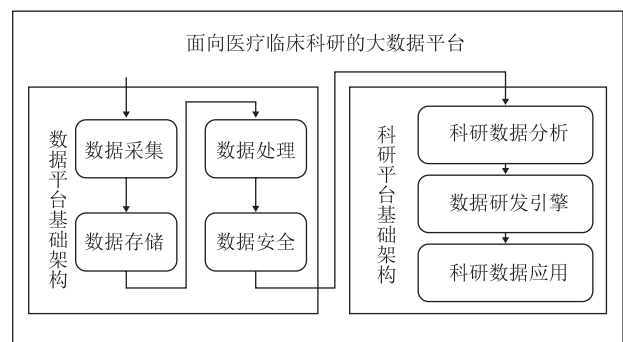 面向医疗临床科研的大数据平台
数据平台基础架构
数据采集
数据存储
数据处理
数据安全
科研平台基础架构
科研数据分析
数据研发引擎
科研数据应用